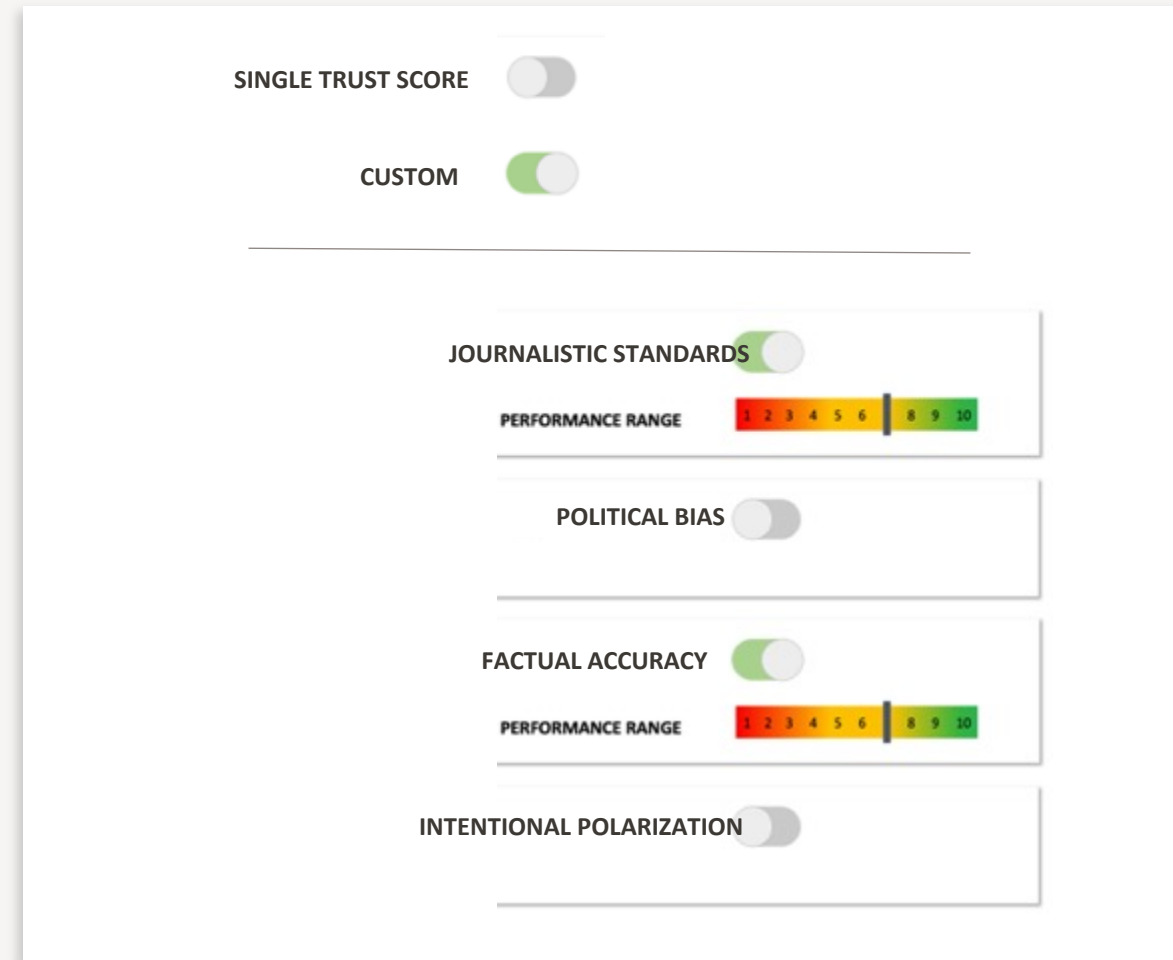 SINGLE TRUST SCORE
CUSTOM
JOURNALISTIC STANDARDS
PERFORMANCE RANGE 1 2 3 4 5 6 8 9 10
POLITICAL BIAS
FACTUAL ACCURACY
PERFORMANCE RANGE 1 2 3 4 5 6 8 9 10
INTENTIONAL POLARIZATION